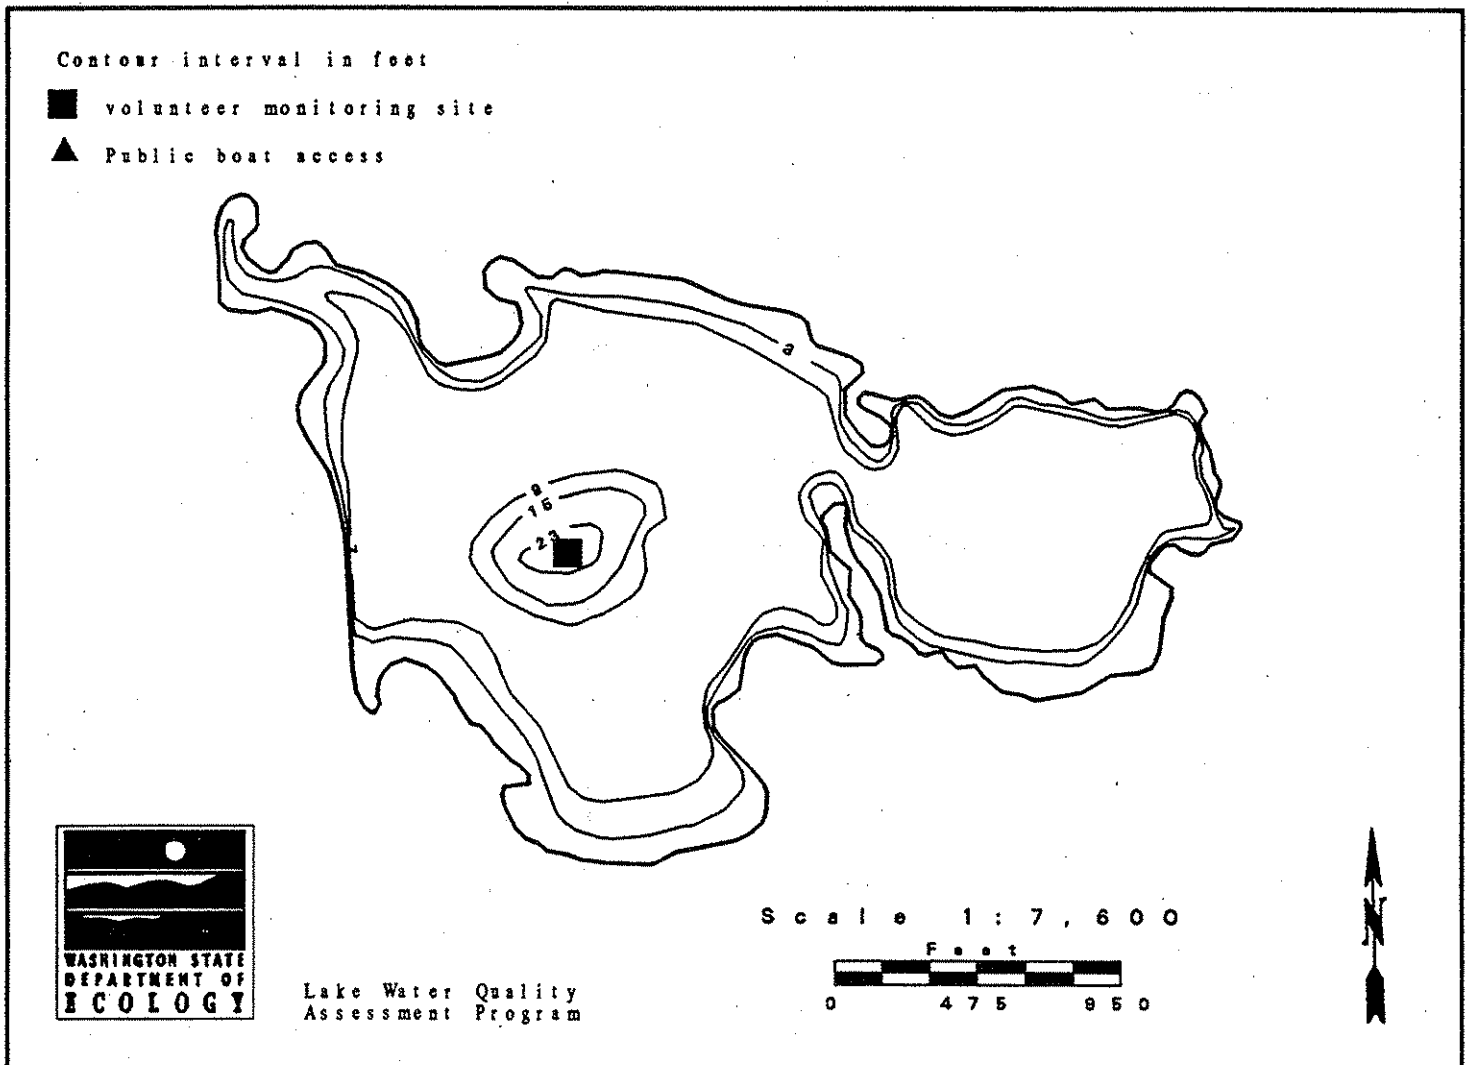 Contour interval in feet
volunteer monitoring site
Public boat access
a
9
15
23
Scale 1:7,600
Feet
0 475 950
N
WASHINGTON STATE
DEPARTMENT OF
ECOLOGY
Lake Water Quality
Assessment Program